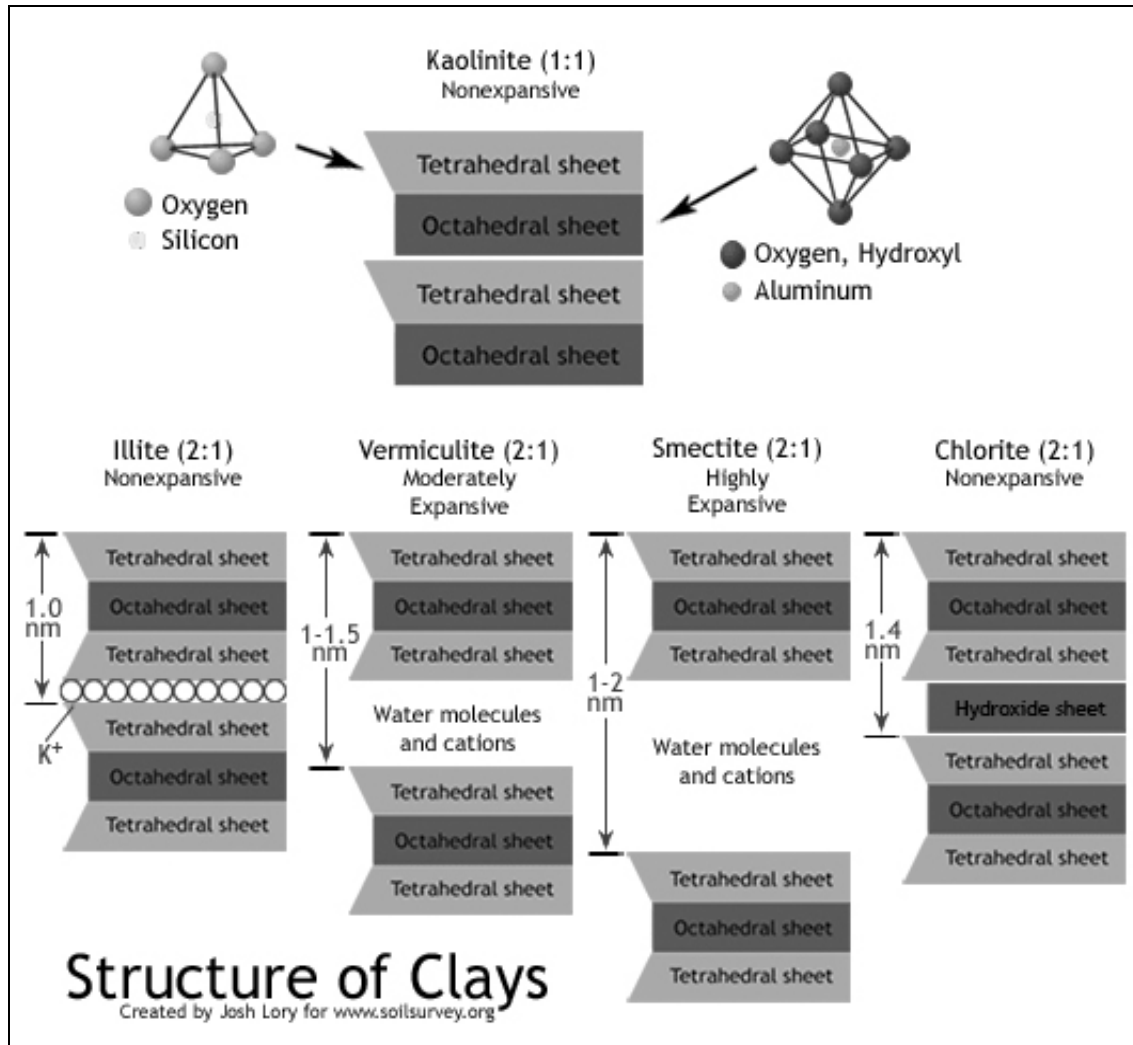 Kaolinite (1:1)
Nonexpansive
Tetrahedral sheet
Octahedral sheet
Tetrahedral sheet
Octahedral sheet
Oxygen
Silicon
Oxygen, Hydroxyl
Aluminum
Illite (2:1)
Nonexpansive
1.0
nm
Tetrahedral sheet
Octahedral sheet
Tetrahedral sheet
K+
Tetrahedral sheet
Octahedral sheet
Tetrahedral sheet
Vermiculite (2:1)
Moderately
Expansive
1-1.5
nm
Tetrahedral sheet
Octahedral sheet
Tetrahedral sheet
Water molecules
and cations
Tetrahedral sheet
Octahedral sheet
Tetrahedral sheet
Smectite (2:1)
Highly
Expansive
1-2
nm
Tetrahedral sheet
Octahedral sheet
Tetrahedral sheet
Water molecules
and cations
Tetrahedral sheet
Octahedral sheet
Tetrahedral sheet
Chlorite (2:1)
Nonexpansive
1.4
nm
Tetrahedral sheet
Octahedral sheet
Tetrahedral sheet
Hydroxide sheet
Tetrahedral sheet
Octahedral sheet
Tetrahedral sheet
Structure of Clays
Created by Josh Lory for www.soilsurvey.org